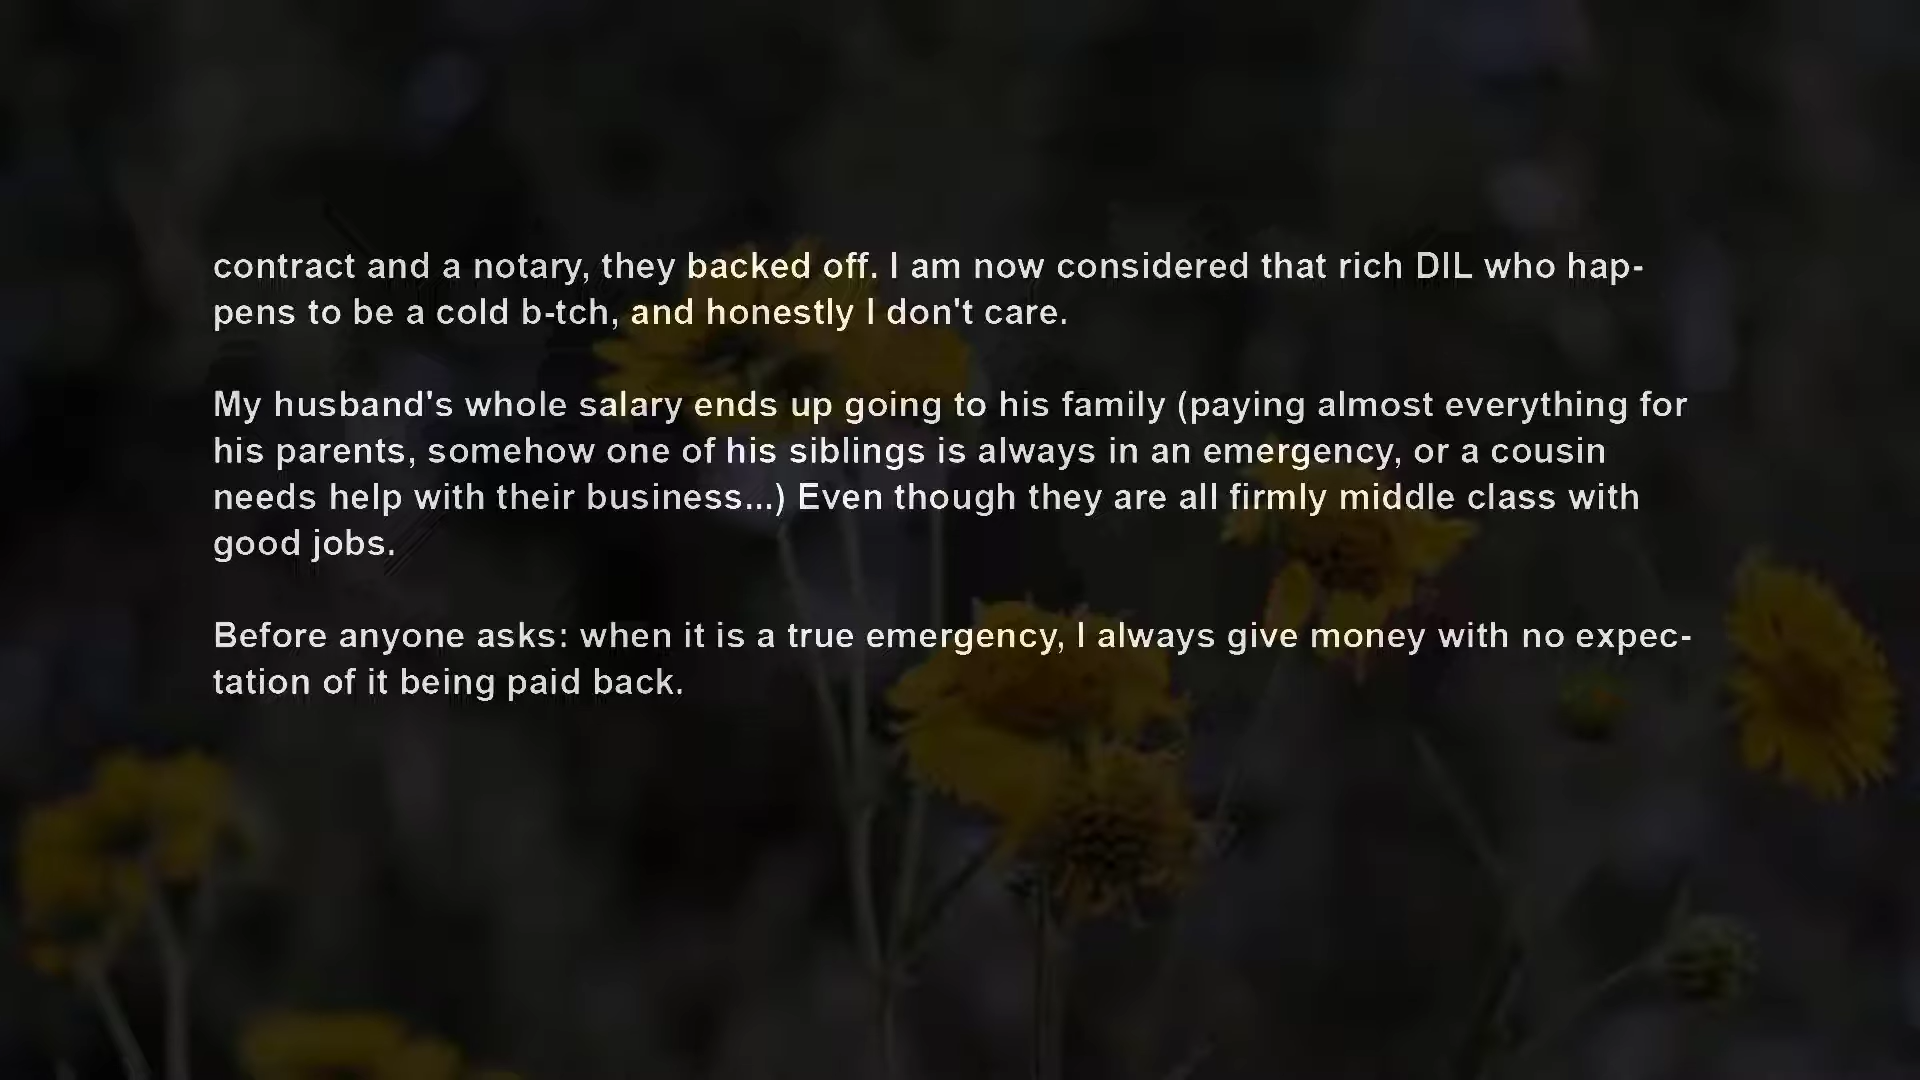 contract and a notary, they backed off. I am now considered that rich DIL who hap-
pens to be a cold b-tch, and honestly I don't care.
My husband's whole salary ends up going to his family (paying almost everything for
his parents, somehow one of his siblings is always in an emergency, or a cousin
needs help with their business...) Even though they are all firmly middle class with
good jobs.
Before anyone asks: when it is a true emergency, I always give money with no expec-
tation of it being paid back.